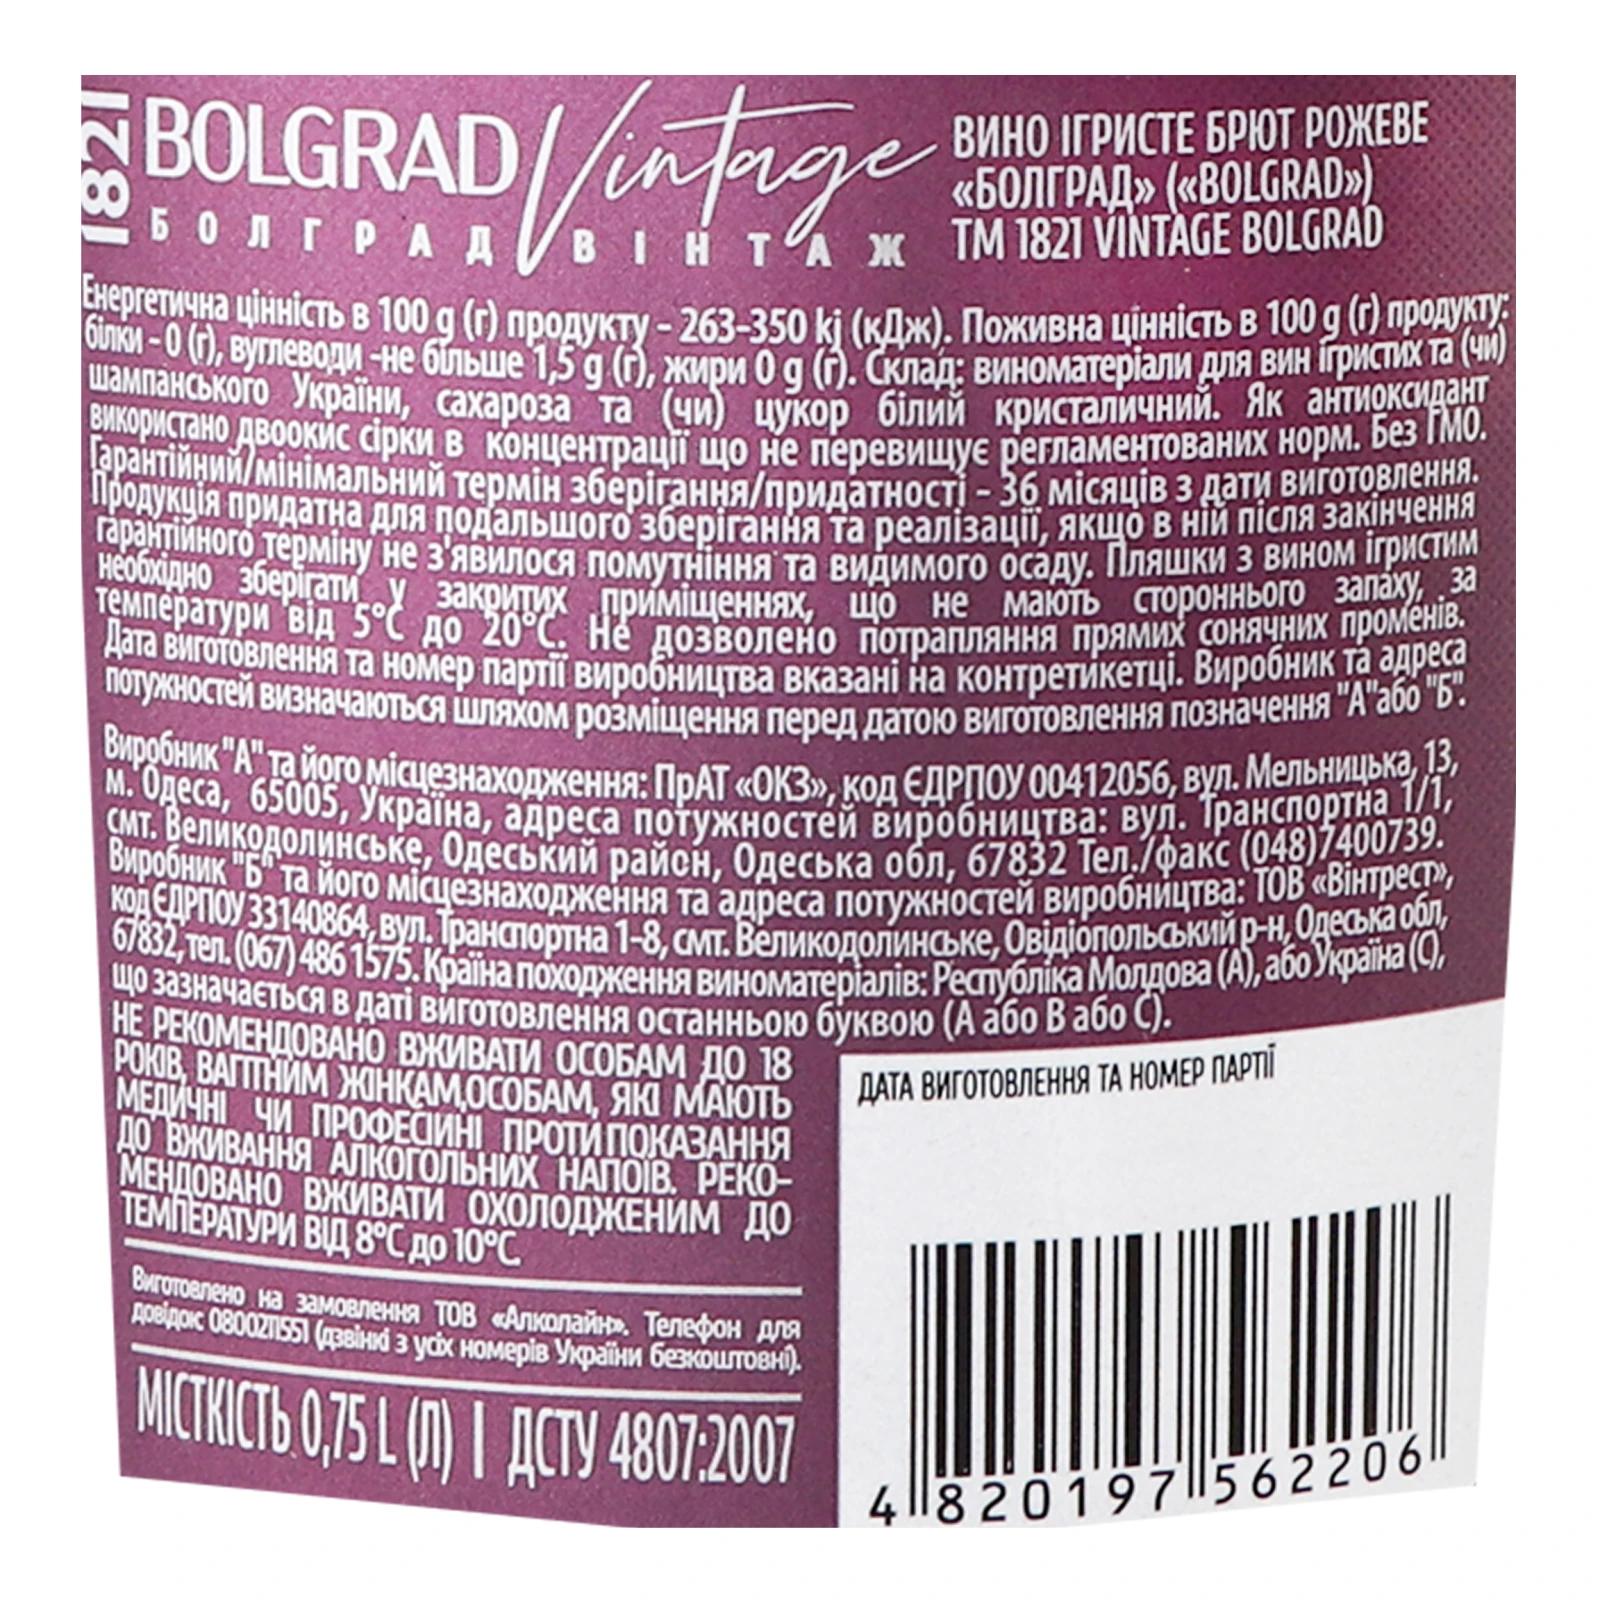 1821 BOLGRAD Vintage
БОЛГРАД ВІНТАЖ
ВИНО ІГРИСТЕ БРЮТ РОЖЕВЕ
«БОЛГРАД» («BOLGRAD»)
ТМ 1821 VINTAGE BOLGRAD
Енергетична цінність в 100 g (г) продукту - 263-350 kj (кДж). Поживна цінність в 100 g (г) продукту:
білки - 0 (г), вуглеводи -не більше 1,5 g (г), жири 0 g (г). Склад: виноматеріали для вин ігристих та (чи)
шампанського України, сахароза та (чи) цукор білий кристаличний. Як антиоксидант
використано двоокис сірки в концентрації що не перевищує регламентованих норм. Без ГМО.
Гарантійний/мінімальний термін зберігання/придатності - 36 місяців з дати виготовлення.
Продукція придатна для подальшого зберігання та реалізації, якщо в ній після закінчення
гарантійного терміну не з'явилося помутніння та видимого осаду. Пляшки з вином ігристим
необхідно зберігати у закритих приміщеннях, що не мають стороннього запаху, за
температури від 5°С до 20°С. Не дозволено потрапляння прямих сонячних променів.
Дата виготовлення та номер партії виробництва вказані на контретикетці. Виробник та адреса
потужностей визначаються шляхом розміщення перед датою виготовлення позначення "А"або "Б".
Виробник "А" та його місцезнаходження: ПрАТ «ОКЗ», код ЄДРПОУ 00412056, вул. Мельницька, 13,
м. Одеса, 65005, Україна, адреса потужностей виробництва: вул. Транспортна 1/1,
смт. Великодолинське, Одеський район, Одеська обл, 67832 Тел./факс (048)7400739.
Виробник "Б" та його місцезнаходження та адреса потужностей виробництва: ТОВ «Вінтрест»,
код ЄДРПОУ 33140864, вул. Транспортна 1-8, смт. Великодолинське, Овідіопольський р-н, Одеська обл,
67832, тел. (067) 486 1575. Країна походження виноматеріалів: Республіка Молдова (А), або Україна (С),
що зазначається в даті виготовлення останньою буквою (А або В або С).
НЕ РЕКОМЕНДОВАНО ВЖИВАТИ ОСОБАМ ДО 18
РОКІВ, ВАГІТНИМ ЖІНКАМ,ОСОБАМ, ЯКІ МАЮТЬ
МЕДИЧНІ ЧИ ПРОФЕСІЙНІ ПРОТИПОКАЗАННЯ
ДО ВЖИВАННЯ АЛКОГОЛЬНИХ НАПОЇВ. РЕКО-
МЕНДОВАНО ВЖИВАТИ ОХОЛОДЖЕНИМ ДО
ТЕМПЕРАТУРИ ВІД 8°С до 10°С.
Виготовлено на замовлення ТОВ «Алколайн». Телефон для
довідок: 0800211551 (дзвінкі з усіх номерів України безкоштовні).
МІСТКІСТЬ 0,75 L (Л) | ДСТУ 4807:2007
ДАТА ВИГОТОВЛЕННЯ ТА НОМЕР ПАРТІЇ
4 820197 562206